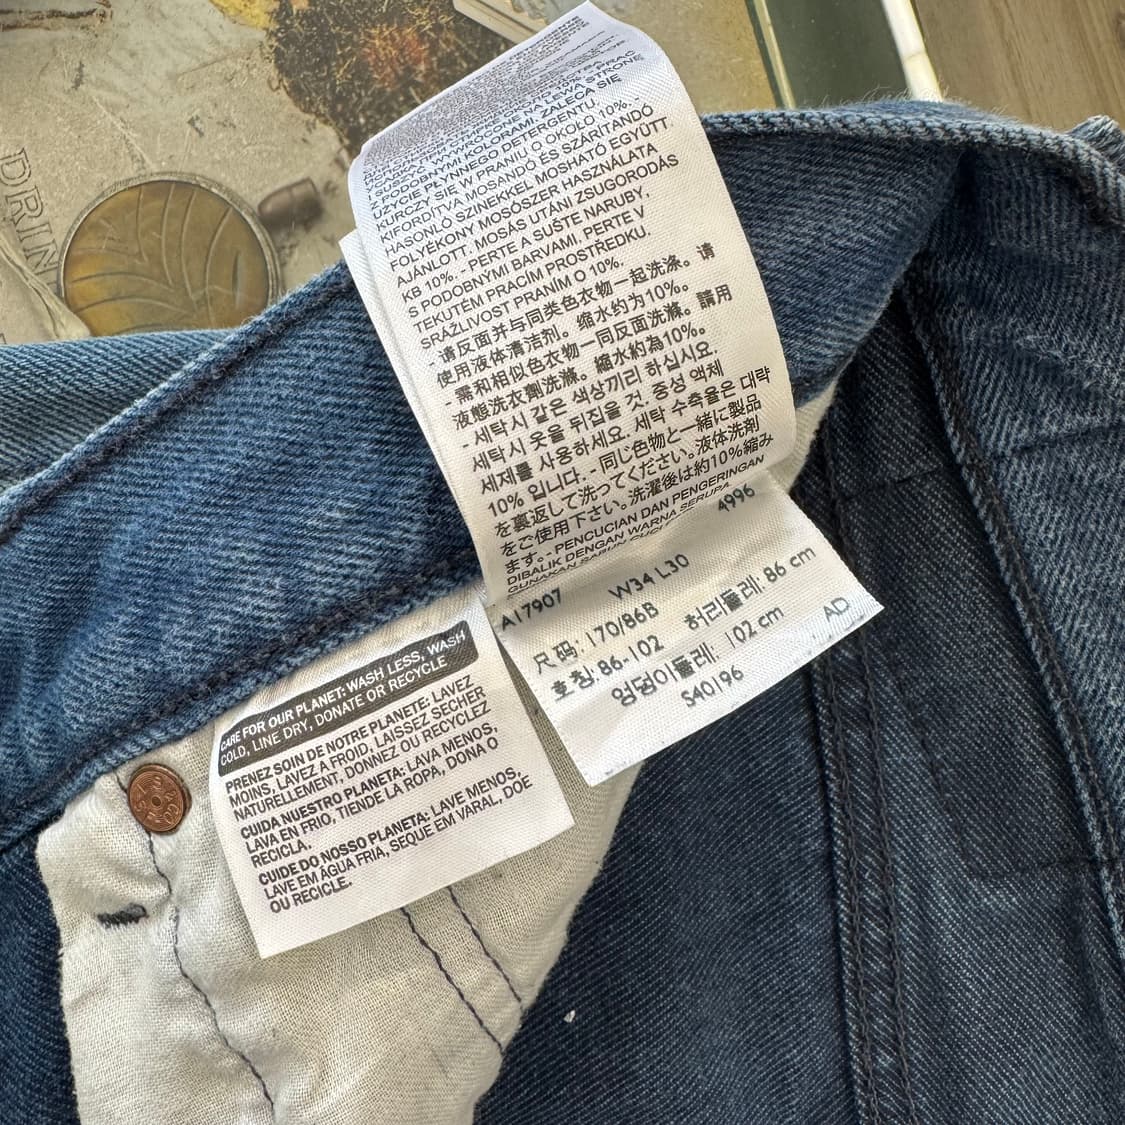 DRIN
I PODOBNYMI KOLORAMI. ZALECA SIĘ
UŻYCIE PŁYNNEGO DETERGENTU.
KURCZY SIĘ W PRANIU O OKOŁO 10%. -
KIFORDÍTVA MOSANDÓ ÉS SZÁRÍTANDÓ
HASONLÓ SZÍNEKKEL MOSHATÓ EGYÜTT.
FOLYÉKONY MOSÓSZER HASZNÁLATA
AJÁNLOTT. MOSÁS UTÁNI ZSUGORODÁS
KB 10%. - PERTE A SUŠTE NARUBY.
S PODOBNÝMI BARVAMI. PERTE V
TEKUTÉM PRACÍM PROSTŘEDKU.
SRÁŽLIVOST PRANÍM O 10%.
- 请反面并与同类色衣物一起洗涤。请
使用液体清洁剂。缩水约为10%。
- 需和相似色衣物一同反面洗滌。請用
液態洗衣劑洗滌。縮水約為10%。
- 세탁시 같은 색상끼리 하십시요.
세탁시 옷을 뒤집을 것. 중성 액체
세제를 사용하세요. 세탁 수축율은 대략
10% 입니다. - 同じ色物と一緒に製品
を裏返して洗ってください。液体洗剤
をご使用下さい。洗濯後は約10%縮み
ます。- PENCUCIAN DAN PENGERINGAN
DIBALIK DENGAN WARNA SERUPA.
GUNAKAN SABUN CUCI
4996
A17907 W34 L30
尺码: 170/86B
호칭: 86-102 허리둘레: 86 cm
엉덩이둘레: 102 cm AD
S40196
CARE FOR OUR PLANET: WASH LESS, WASH
COLD, LINE DRY, DONATE OR RECYCLE
PRENEZ SOIN DE NOTRE PLANETE: LAVEZ
MOINS, LAVEZ A FROID, LAISSEZ SECHER
NATURELLEMENT, DONNEZ OU RECYCLEZ
CUIDA NUESTRO PLANETA: LAVA MENOS,
LAVA EN FRIO, TIENDE LA ROPA, DONA O
RECICLA.
CUIDE DO NOSSO PLANETA: LAVE MENOS,
LAVE EM ÁGUA FRIA, SEQUE EM VARAL, DOE
OU RECICLE.